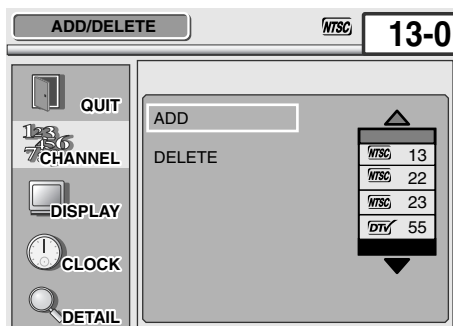 ADD/DELETE NTSC 13-0
QUIT
ADD
123
456
7
CHANNEL
DELETE
NTSC 13
NTSC 22
NTSC 23
DTV 55
DISPLAY
CLOCK
DETAIL